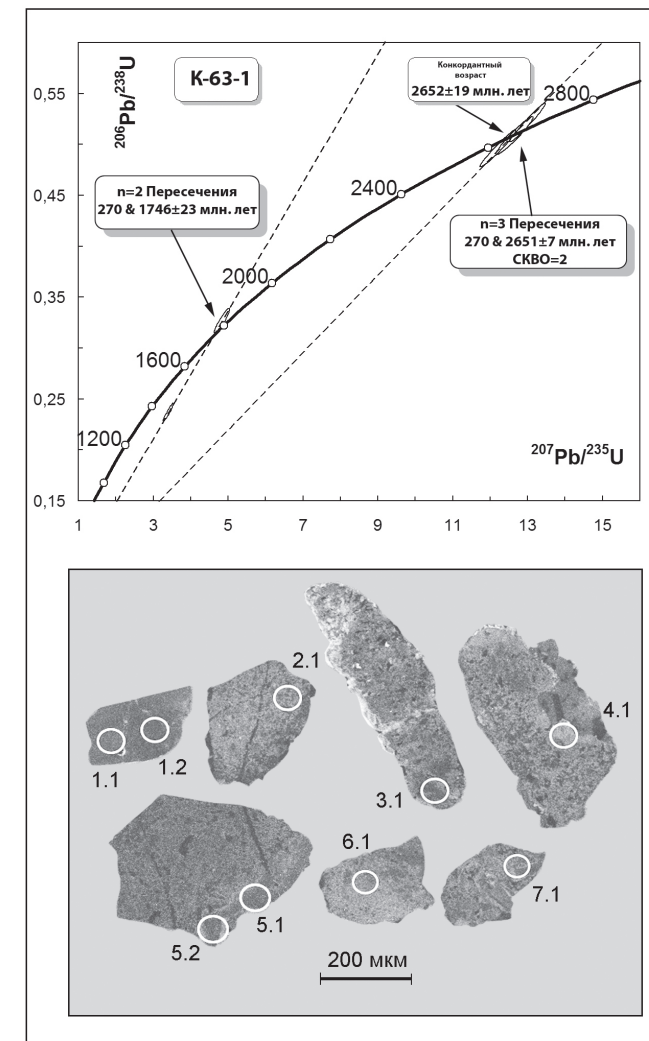 К-63-1
206Pb/238U
Конкордантный
возраст
2652±19 млн. лет
n=2 Пересечения
270 & 1746±23 млн. лет
n=3 Пересечения
270 & 2651±7 млн. лет
СКВО=2
2800
2400
2000
1600
1200
0,55
0,45
0,35
0,25
0,15
207Pb/235U
1 3 5 7 9 11 13 15
2.1
4.1
1.1
1.2
3.1
6.1
7.1
5.1
5.2
200 мкм